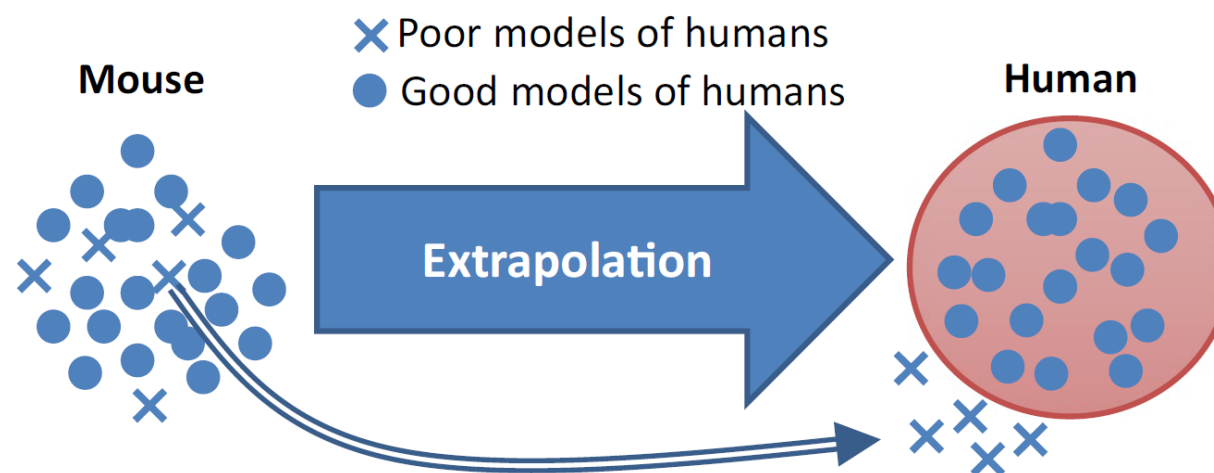 Poor models of humans
Mouse
Good models of humans
Human
Extrapolation